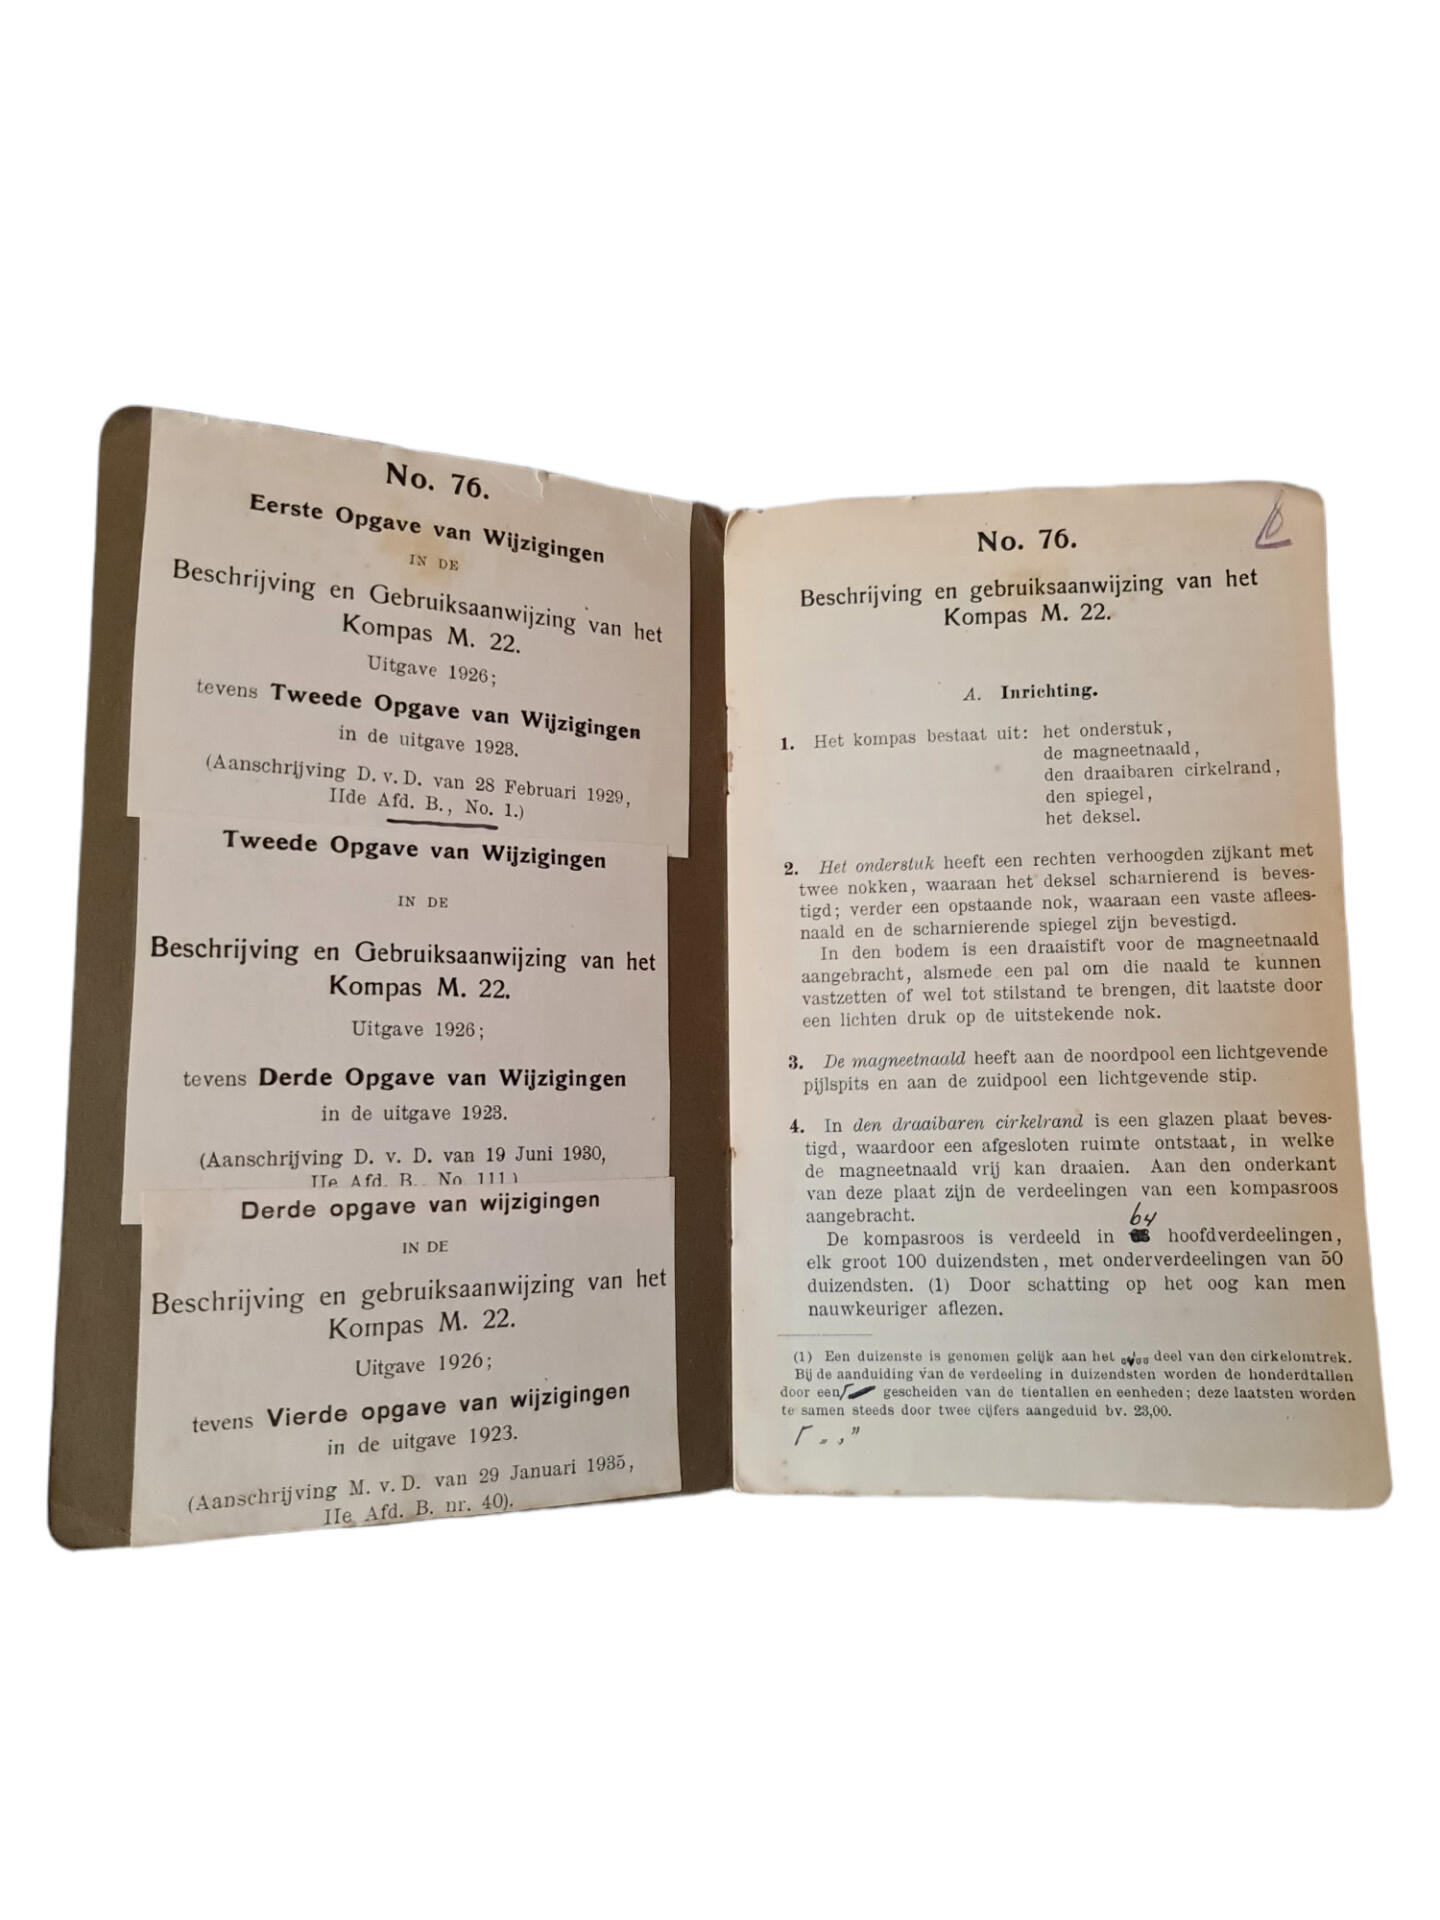 No. 76.
Eerste Opgave van Wijzigingen
IN DE
Beschrijving en Gebruiksaanwijzing van het
Kompas M. 22.
Uitgave 1926;
tevens Tweede Opgave van Wijzigingen
in de uitgave 1923.
(Aanschrijving D. v. D. van 28 Februari 1929,
IIde Afd. B., No. 1.)
Tweede Opgave van Wijzigingen
IN DE
Beschrijving en Gebruiksaanwijzing van het
Kompas M. 22.
Uitgave 1926;
tevens Derde Opgave van Wijzigingen
in de uitgave 1923.
(Aanschrijving D. v. D. van 19 Juni 1930,
IIe Afd. B. No. 111)
Derde opgave van wijzigingen
IN DE
Beschrijving en gebruiksaanwijzing van het
Kompas M. 22.
Uitgave 1926;
tevens Vierde opgave van wijzigingen
in de uitgave 1923.
(Aanschrijving M. v. D. van 29 Januari 1935,
IIe Afd. B. nr. 40).
No. 76.
Beschrijving en gebruiksaanwijzing van het
Kompas M. 22.
A. Inrichting.
1. Het kompas bestaat uit: het onderstuk,
de magneetnaald,
den draaibaren cirkelrand,
den spiegel,
het deksel.
2. Het onderstuk heeft een rechten verhoogden zijkant met
twee nokken, waaraan het deksel scharnierend is beves-
tigd; verder een opstaande nok, waaraan een vaste aflees-
naald en de scharnierende spiegel zijn bevestigd.
In den bodem is een draaistift voor de magneetnaald
aangebracht, alsmede een pal om die naald te kunnen
vastzetten of wel tot stilstand te brengen, dit laatste door
een lichten druk op de uitstekende nok.
3. De magneetnaald heeft aan de noordpool een lichtgevende
pijlspits en aan de zuidpool een lichtgevende stip.
4. In den draaibaren cirkelrand is een glazen plaat beves-
tigd, waardoor een afgesloten ruimte ontstaat, in welke
de magneetnaald vrij kan draaien. Aan den onderkant
van deze plaat zijn de verdeelingen van een kompasroos
aangebracht.
De kompasroos is verdeeld in 64 hoofdverdeelingen,
elk groot 100 duizendsten, met onderverdeelingen van 50
duizendsten. (1) Door schatting op het oog kan men
nauwkeuriger aflezen.
(1) Een duizenste is genomen gelijk aan het deel van den cirkelomtrek.
Bij de aanduiding van de verdeeling in duizendsten worden de honderdtallen
door een gescheiden van de tientallen en eenheden; deze laatsten worden
te samen steeds door twee cijfers aangeduid bv. 23,00.